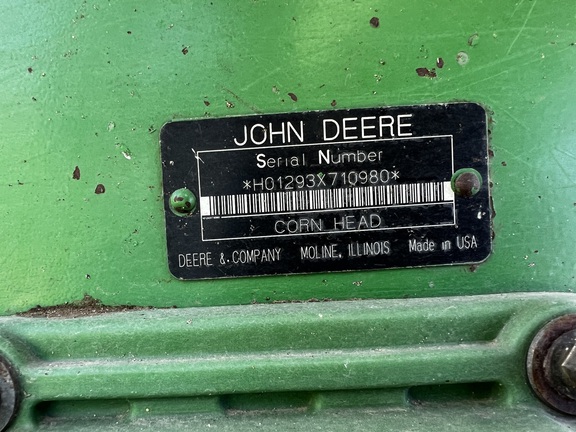 JOHN DEERE
Serial Number
*H01293X710980*
CORN HEAD
DEERE & COMPANY MOLINE, ILLINOIS Made in USA